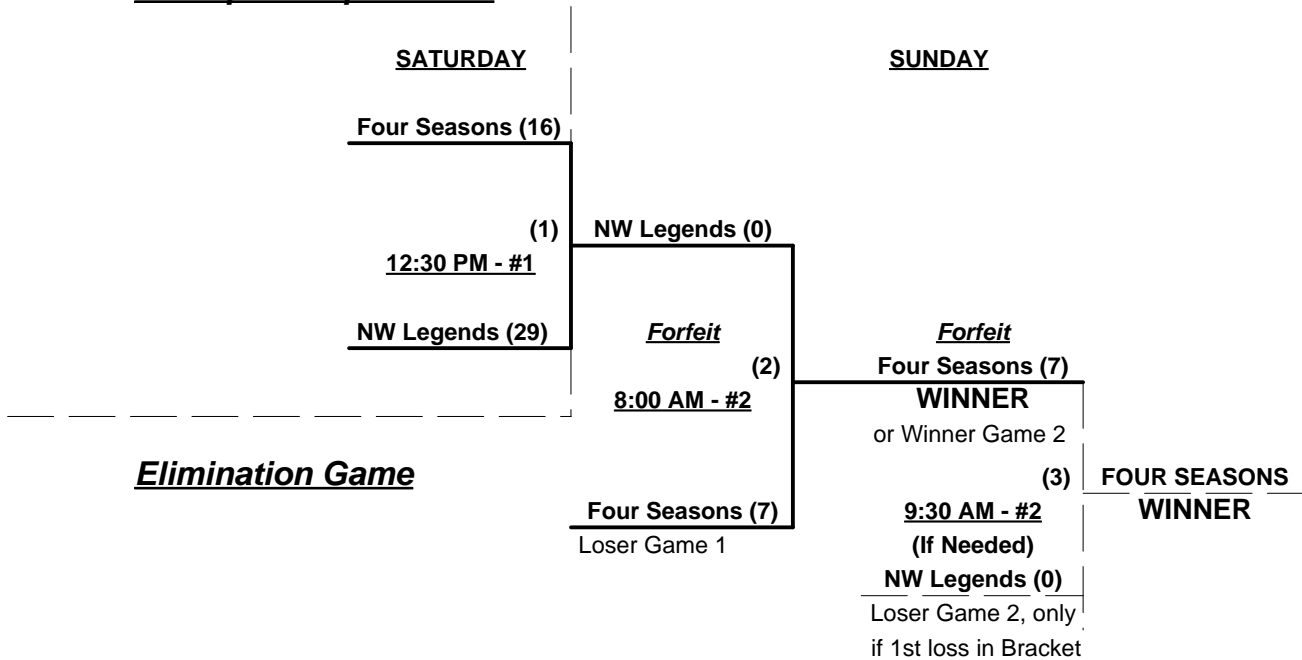 SATURDAY
SUNDAY
Four Seasons (16)
(1)
NW Legends (0)
12:30 PM - #1
NW Legends (29)
Forfeit
Forfeit
(2)
Four Seasons (7)
8:00 AM - #2
WINNER
or Winner Game 2
Elimination Game
(3)
FOUR SEASONS
WINNER
Four Seasons (7)
Loser Game 1
9:30 AM - #2
(If Needed)
NW Legends (0)
Loser Game 2, only
if 1st loss in Bracket